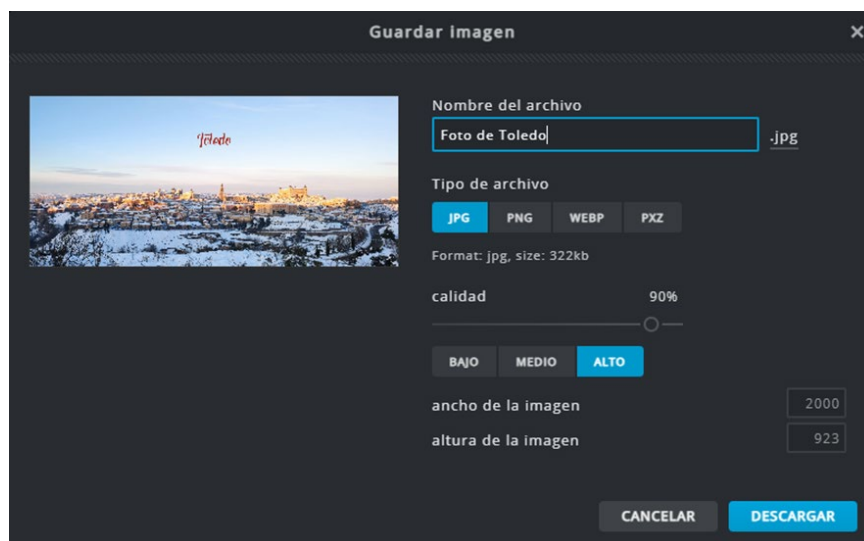 Guardar imagen
Toledo
Nombre del archivo
Foto de Toledo
.jpg
Tipo de archivo
JPG PNG WEBP PXZ
Format: jpg, size: 322kb
calidad 90%
BAJO MEDIO ALTO
ancho de la imagen 2000
altura de la imagen 923
CANCELAR DESCARGAR